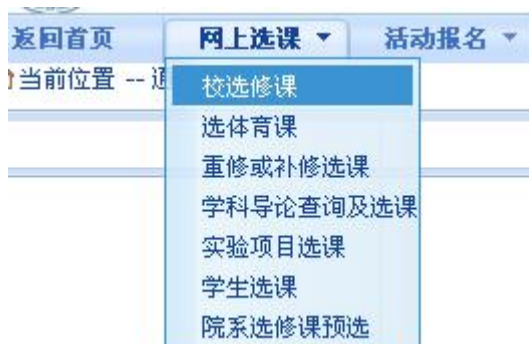 返回首页 网上选课 活动报名
当前位置 -- 通
校选修课
选体育课
重修或补修选课
学科导论查询及选课
实验项目选课
学生选课
院系选修课预选